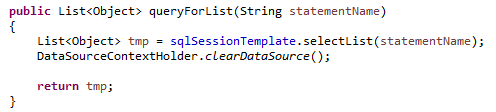 public List<Object> queryForList(String statementName)
{
    List<Object> tmp = sqlSessionTemplate.selectList(statementName);
    DataSourceContextHolder.clearDataSource();

    return tmp;
}